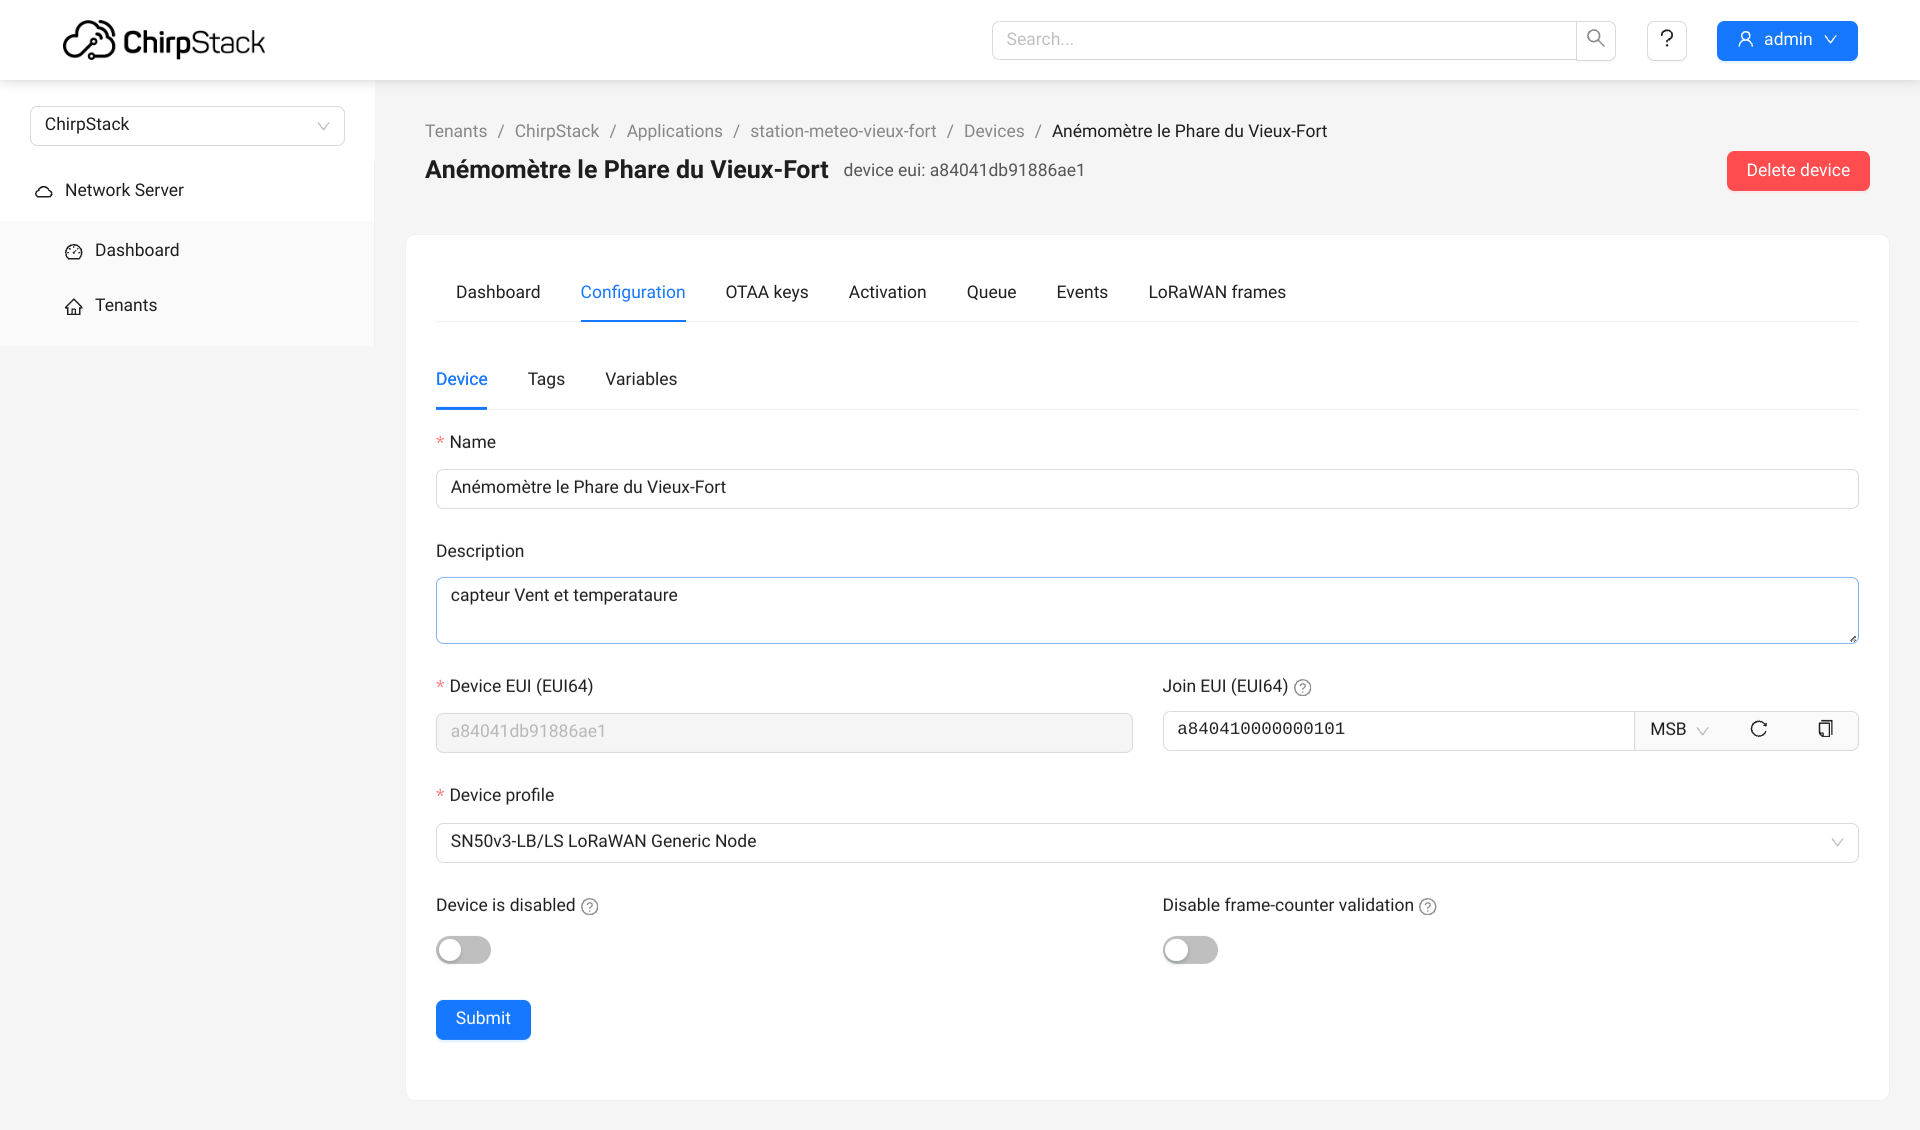 ChirpStack
Search...
?
admin
ChirpStack
Network Server
Dashboard
Tenants
Tenants / ChirpStack / Applications / station-meteo-vieux-fort / Devices / Anémomètre le Phare du Vieux-Fort
Anémomètre le Phare du Vieux-Fort device eui: a84041db91886ae1
Delete device
Dashboard Configuration OTAA keys Activation Queue Events LoRaWAN frames
Device Tags Variables
* Name
Anémomètre le Phare du Vieux-Fort
Description
capteur Vent et temperataure
* Device EUI (EUI64)
a84041db91886ae1
Join EUI (EUI64) ?
a840410000000101 MSB
* Device profile
SN50v3-LB/LS LoRaWAN Generic Node
Device is disabled ?
Disable frame-counter validation ?
Submit